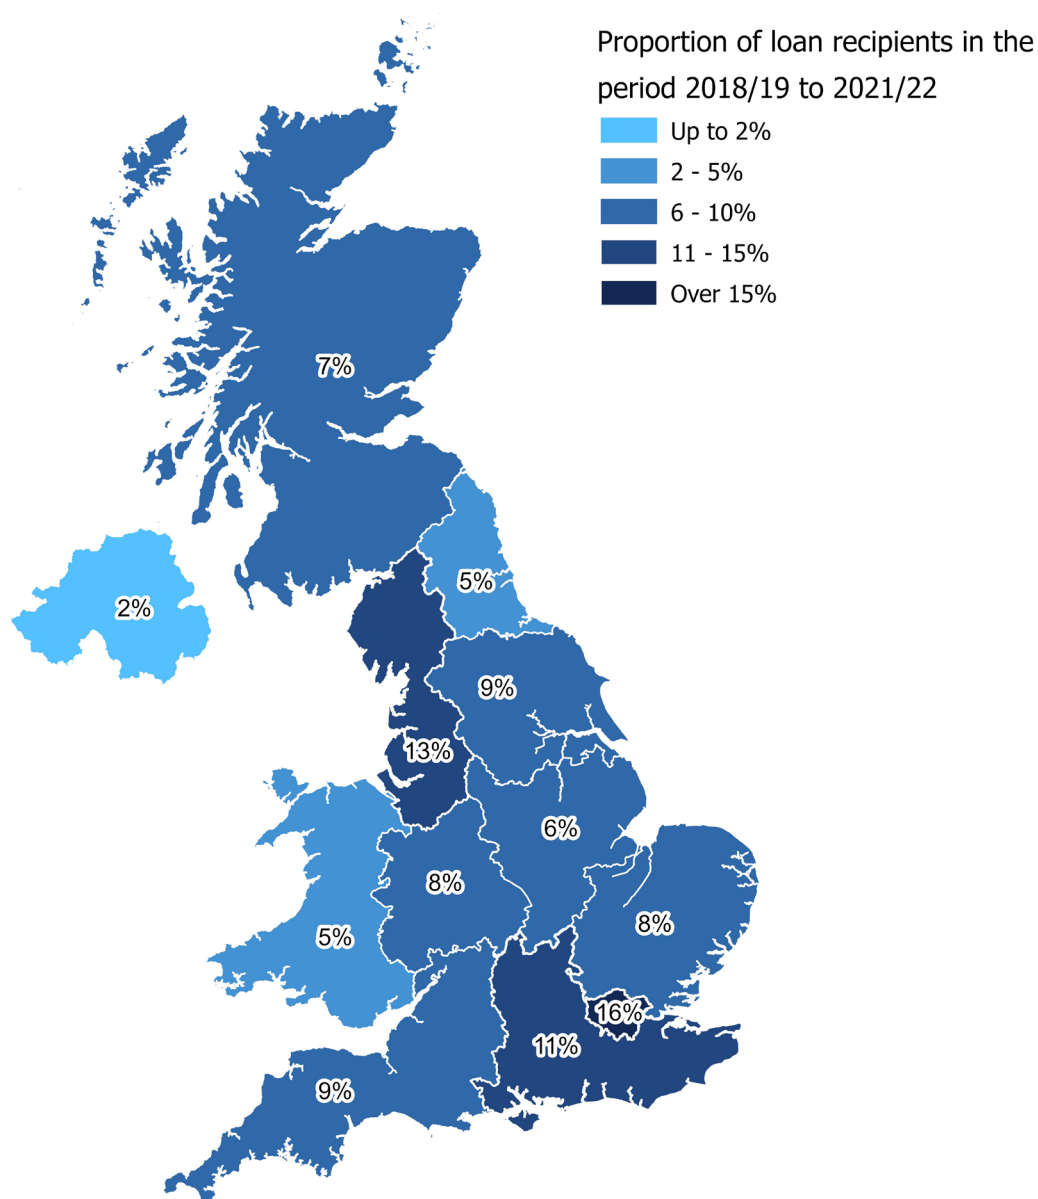 Proportion of loan recipients in the
period 2018/19 to 2021/22
Up to 2%
2 - 5%
6 - 10%
11 - 15%
Over 15%
7%
5%
2%
9%
13%
6%
8%
8%
5%
16%
11%
9%